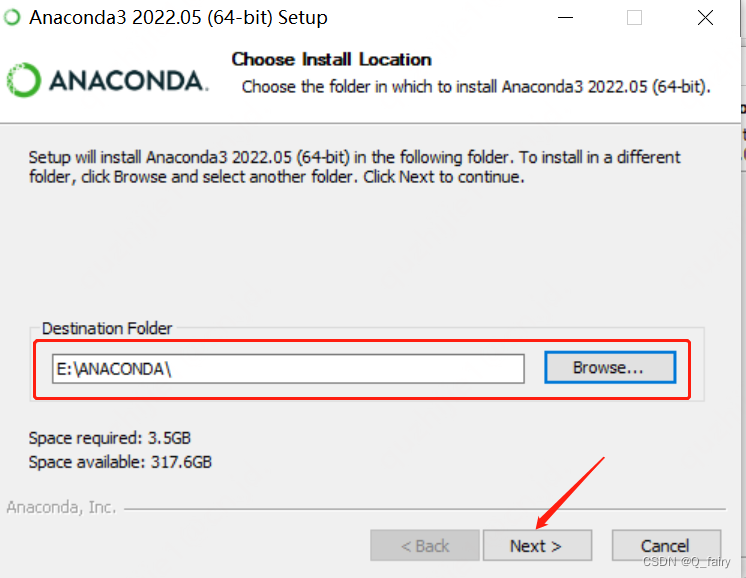 Anaconda3 2022.05 (64-bit) Setup
Choose Install Location
ANACONDA.
Choose the folder in which to install Anaconda3 2022.05 (64-bit).
Setup will install Anaconda3 2022.05 (64-bit) in the following folder. To install in a different
folder, click Browse and select another folder. Click Next to continue.
Destination Folder
E:\ANACONDA\
Browse...
Space required: 3.5GB
Space available: 317.6GB
Anaconda, Inc.
< Back
Next >
Cancel
CSDN @Q_fairy